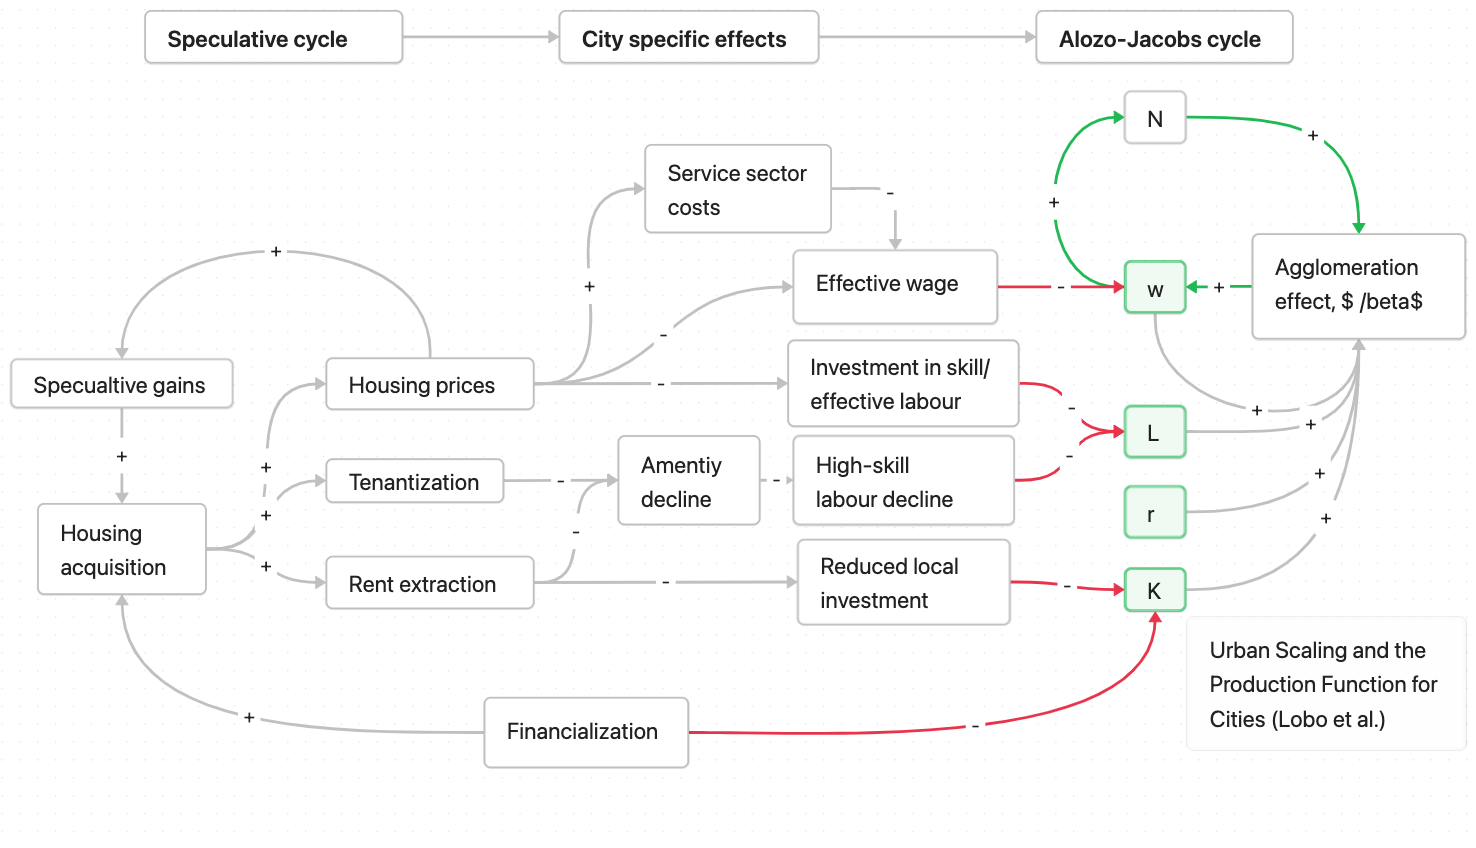 Speculative cycle
City specific effects
Alozo-Jacobs cycle
N
+
Service sector
costs
-
+
+
Effective wage
-
w
+
Agglomeration
effect, $ /beta$
+
+
-
Specualtive gains
Housing prices
-
Investment in skill/
effective labour
-
L
+
+
+
+
Tenantization
-
Amentiy
decline
-
High-skill
labour decline
-
+
r
+
Housing
acquisition
+
-
Rent extraction
-
Reduced local
investment
-
K
+
Urban Scaling and the
Production Function for
Cities (Lobo et al.)
+
Financialization
-